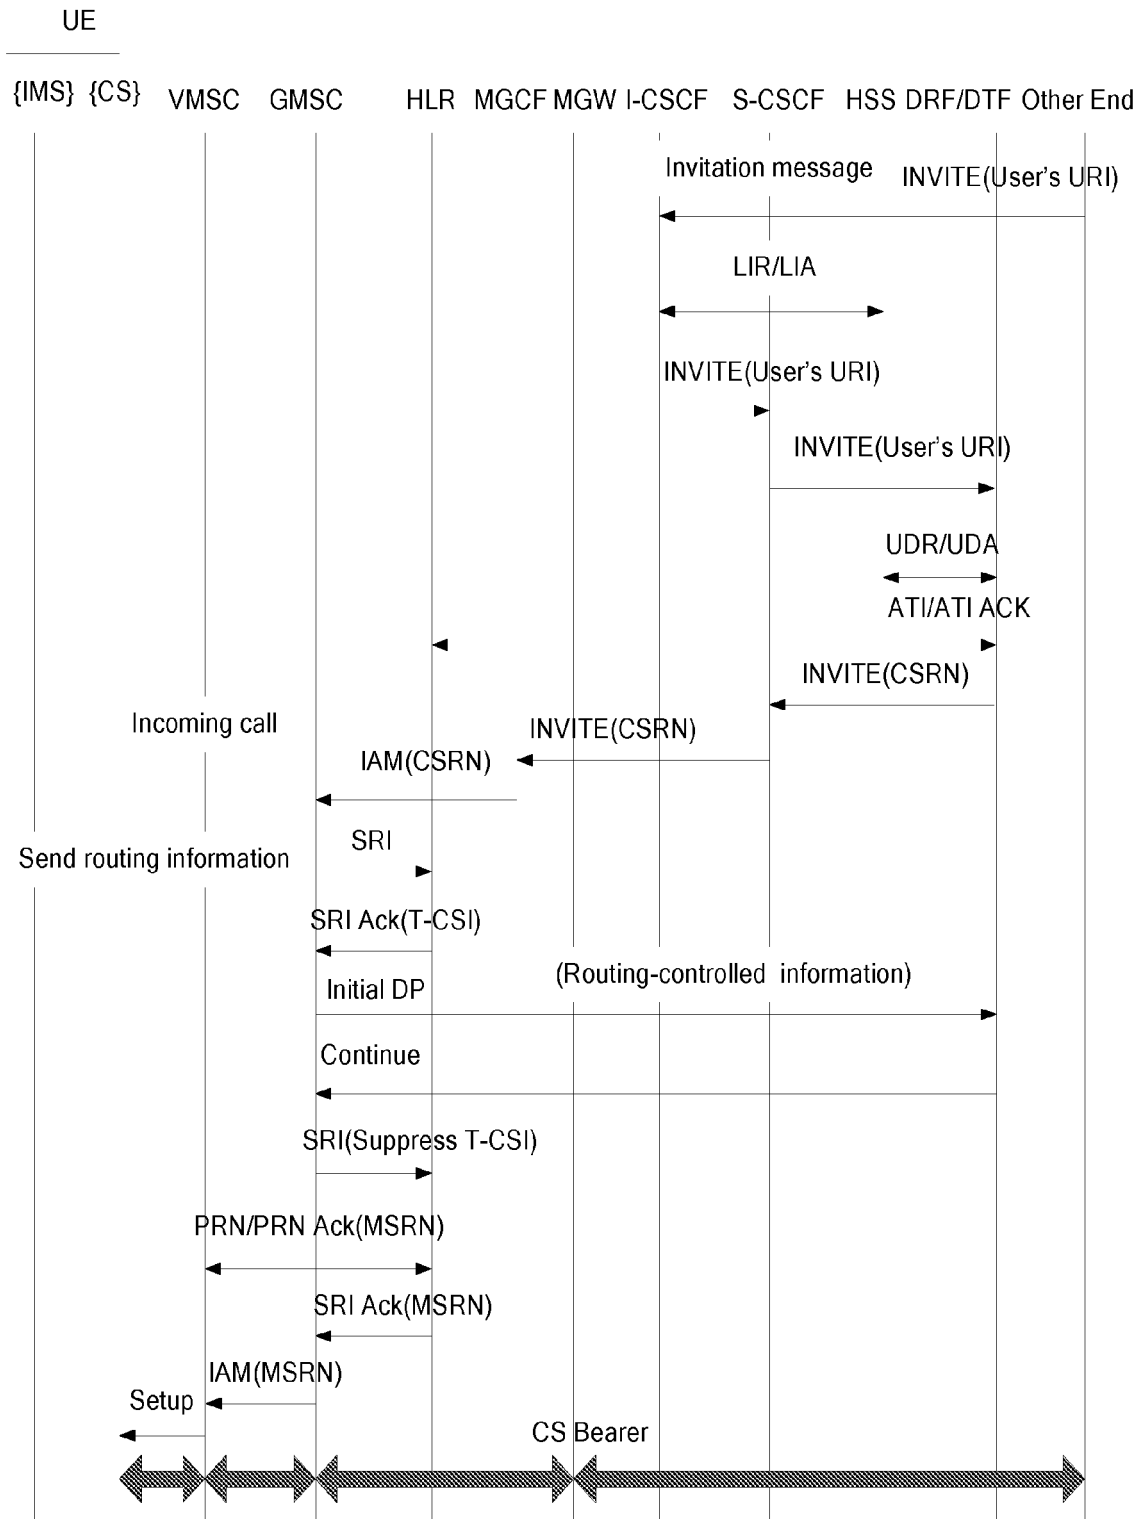 UE
{IMS} {CS} VMSC GMSC HLR MGCF MGW I-CSCF S-CSCF HSS DRF/DTF Other End
Invitation message INVITE(User's URI)
LIR/LIA
INVITE(User's URI)
INVITE(User's URI)
UDR/UDA
ATI/ATI ACK
INVITE(CSRN)
Incoming call INVITE(CSRN)
IAM(CSRN)
SRI
Send routing information
SRI Ack(T-CSI)
(Routing-controlled information)
Initial DP
Continue
SRI(Suppress T-CSI)
PRN/PRN Ack(MSRN)
SRI Ack(MSRN)
IAM(MSRN)
Setup
CS Bearer